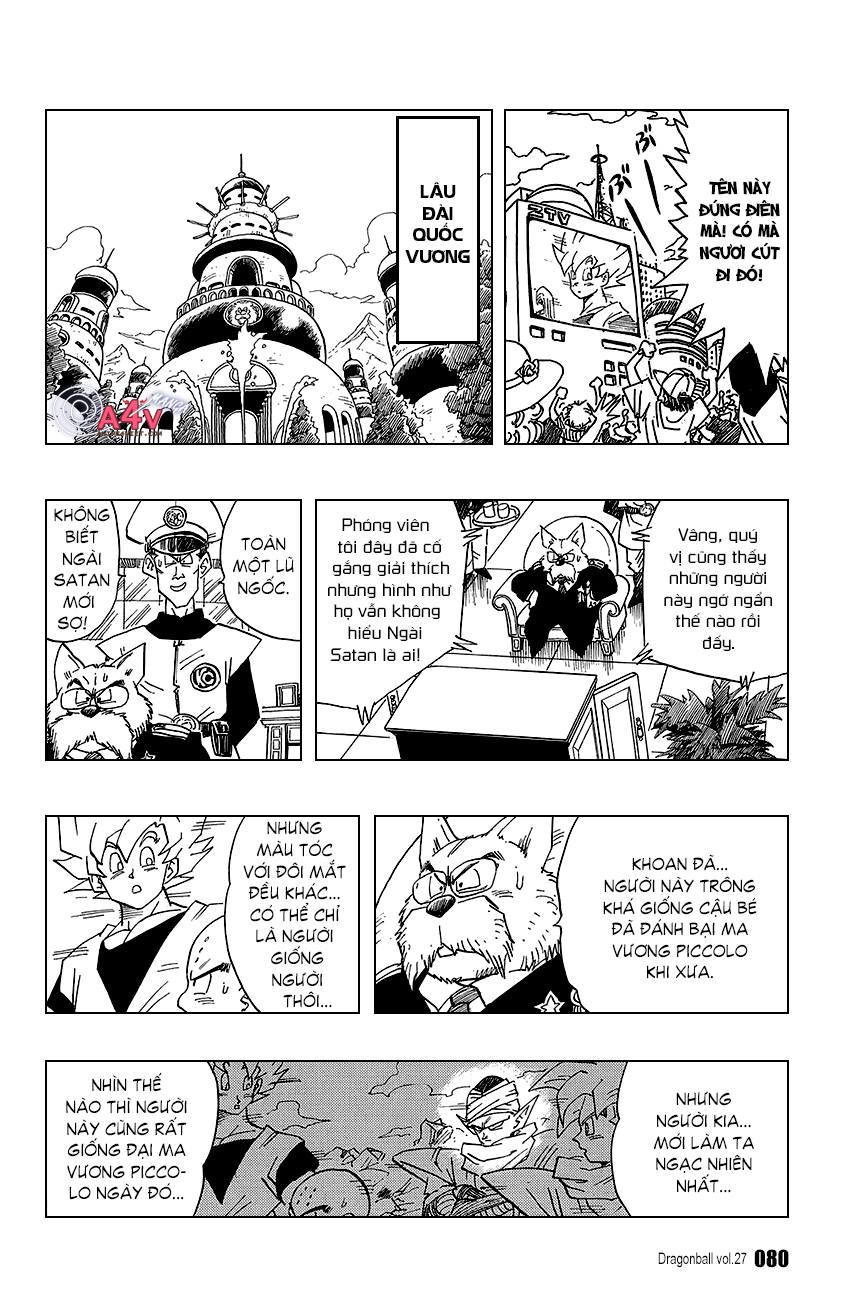 TÊN NÀY
ĐÚNG ĐIÊN
MÀ! CÓ MÀ
NGƯƠI CÚT
ĐI ĐÓ!
ぶ
ぶ
ZTV
LÂU
ĐÀI
QUỐC
VƯƠNG
A4V
Vâng, quý
vị cũng thấy
những người
này ngớ ngẩn
thế nào rồi
đấy.
Phóng viên
tôi đây đã cố
gắng giải thích
nhưng hình như
họ vẫn không
hiểu Ngài
Satan là ai!
TOÀN
MỘT LŨ
NGỐC.
KHÔNG
BIẾT
NGÀI
SATAN
MỚI
SỢ!
KC
KHOAN ĐÃ...
NGƯỜI NÀY TRÔNG
KHÁ GIỐNG CẬU BÉ
ĐÃ ĐÁNH BẠI MA
VƯƠNG PICCOLO
KHI XƯA.
NHƯNG
MÀU TÓC
VỚI ĐÔI MẮT
ĐỀU KHÁC...
CÓ THỂ CHỈ
LÀ NGƯỜI
GIỐNG
NGƯỜI
THÔI...
NHƯNG
NGƯỜI KIA...
MỚI LÀM TA
NGẠC NHIÊN
NHẤT...
NHÌN THẾ
NÀO THÌ NGƯỜI
NÀY CŨNG RẤT
GIỐNG ĐẠI MA
VƯƠNG PICCO-
LO NGÀY ĐÓ...
Dragonball vol.27 080